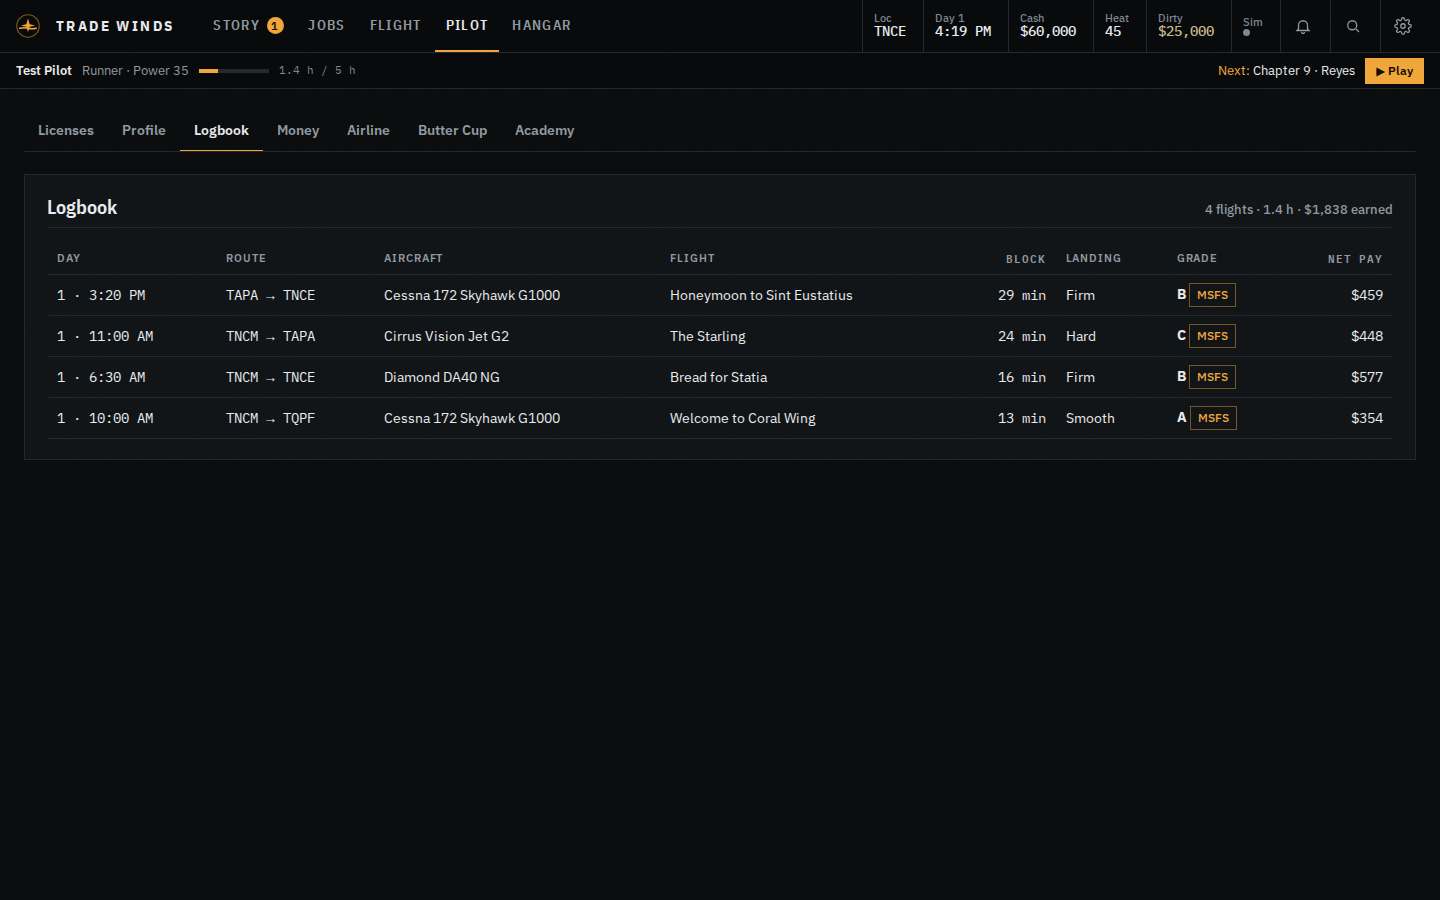 TRADE WINDS STORY 1 JOBS FLIGHT PILOT HANGAR
Loc TNCE Day 1 4:19 PM Cash $60,000 Heat 45 Dirty $25,000 Sim
Test Pilot Runner · Power 35 1.4 h / 5 h Next: Chapter 9 · Reyes ▶ Play
Licenses Profile Logbook Money Airline Butter Cup Academy
Logbook 4 flights · 1.4 h · $1,838 earned
DAY ROUTE AIRCRAFT FLIGHT BLOCK LANDING GRADE NET PAY
1 · 3:20 PM TAPA → TNCE Cessna 172 Skyhawk G1000 Honeymoon to Sint Eustatius 29 min Firm B MSFS $459
1 · 11:00 AM TNCM → TAPA Cirrus Vision Jet G2 The Starling 24 min Hard C MSFS $448
1 · 6:30 AM TNCM → TNCE Diamond DA40 NG Bread for Statia 16 min Firm B MSFS $577
1 · 10:00 AM TNCM → TQPF Cessna 172 Skyhawk G1000 Welcome to Coral Wing 13 min Smooth A MSFS $354